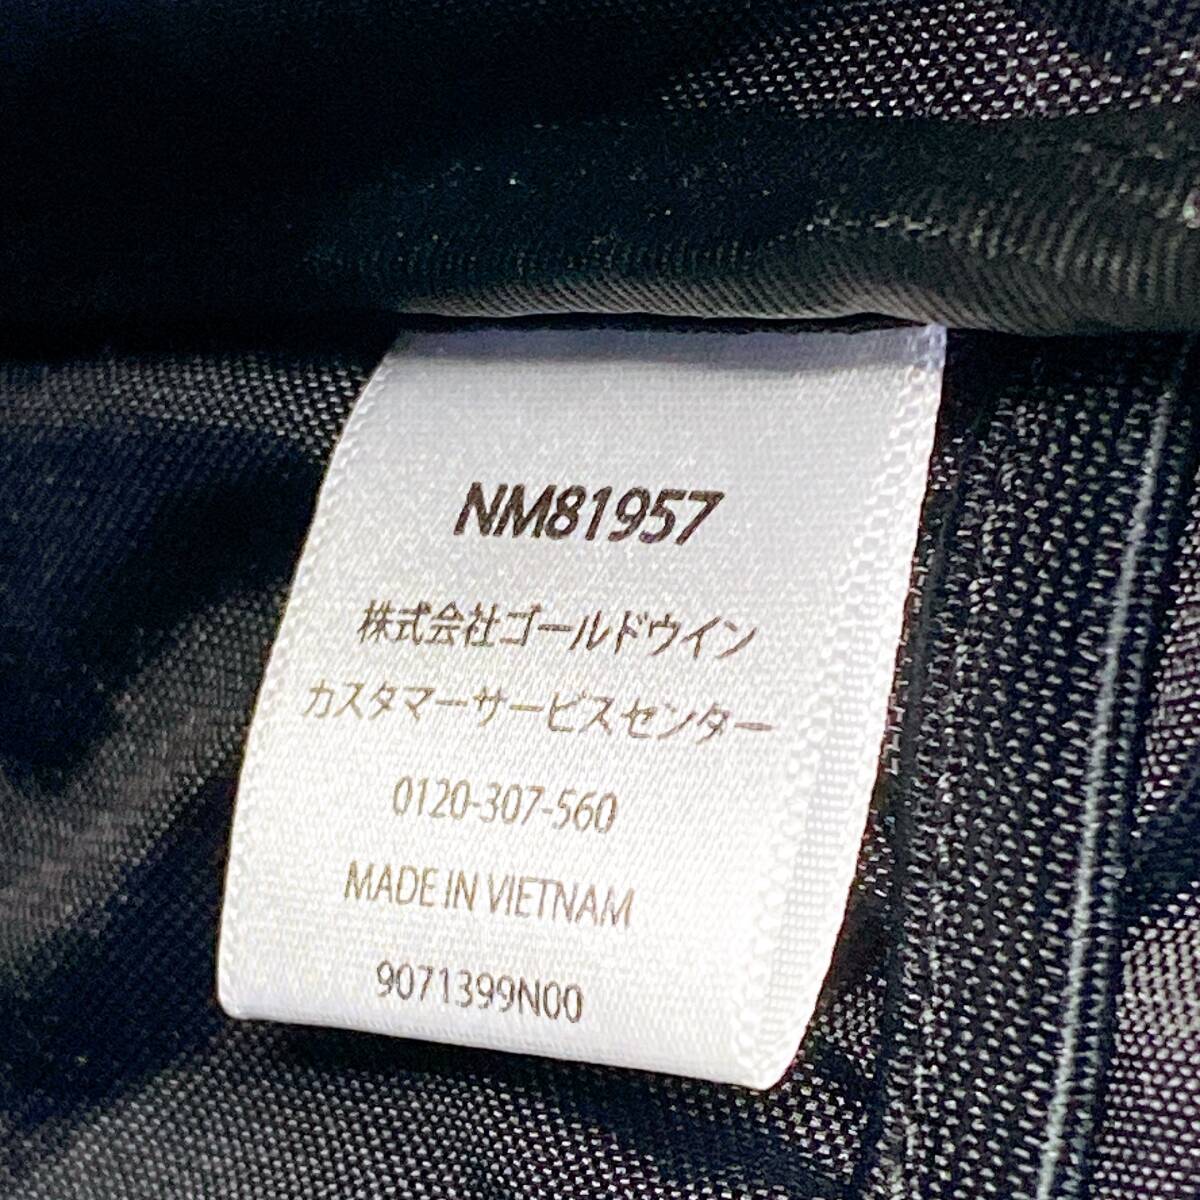 NM81957
株式会社ゴールドウイン
カスタマーサービスセンター
0120-307-560
MADE IN VIETNAM
9071399N00